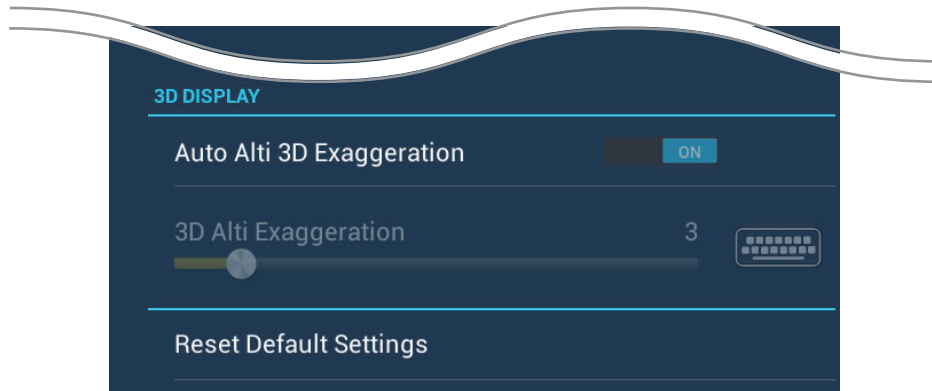 3D DISPLAY
Auto Alti 3D Exaggeration ON
3D Alti Exaggeration 3
Reset Default Settings